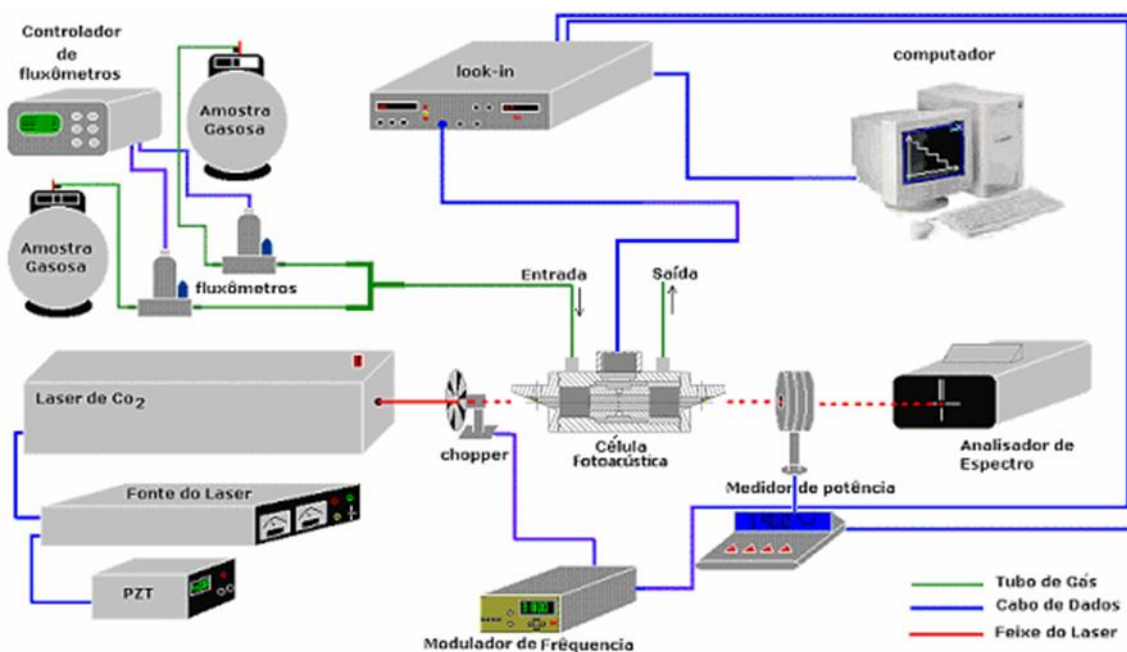 Controlador
de
fluxômetros
Amostra
Gasosa
look-in
computador
Amostra
Gasosa
fluxômetros
Entrada
Saída
Laser de Co2
chopper
Célula
Fotoacústica
Analisador de
Espectro
Fonte do Laser
Medidor de potência
PZT
Modulador de Frêquencia
Tubo de Gás
Cabo de Dados
Feixe do Laser